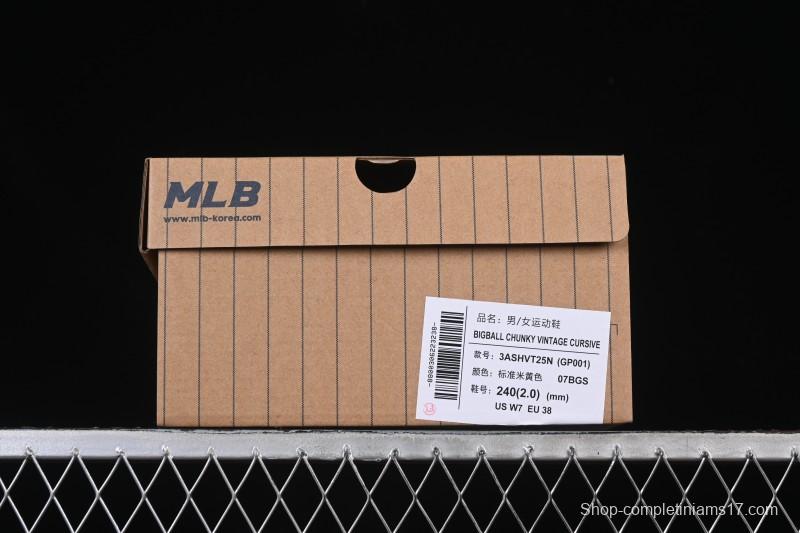 MLB
www.mlb-korea.com
品名：男/女运动鞋
BIGBALL CHUNKY VINTAGE CURSIVE
款号：3ASHVT25N (GP001)
颜色：标准米黄色 07BGS
鞋号：240(2.0) (mm)
US W7 EU 38
-8800306223238-
13
Shop-completiniams17.com